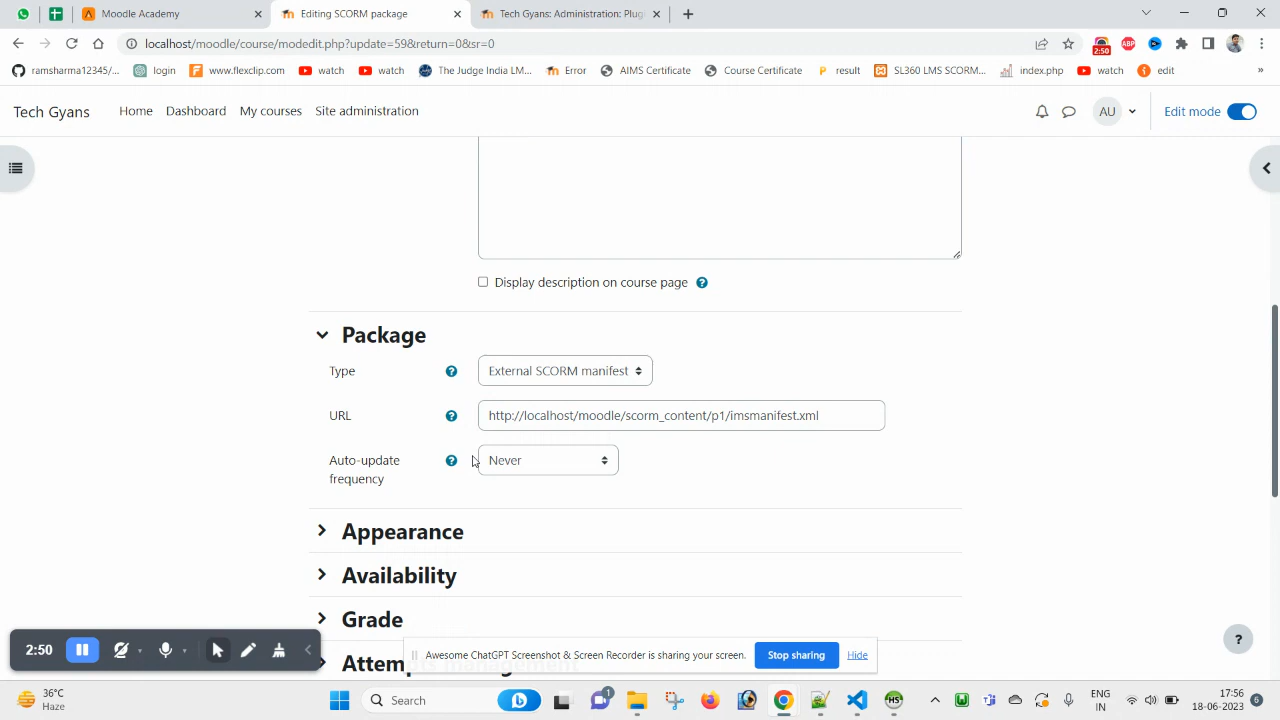 Moodle Academy
Editing SCORM package
Tech Gyans: Administration: Plugi
localhost/moodle/course/modedit.php?update=59&return=0&sr=0
2:50
ABP
ramsharma12345/...
login
www.flexclip.com
watch
watch
The Judge India LM...
Error
AIMS Certificate
Course Certificate
result
SL360 LMS SCORM...
index.php
watch
edit
»
Tech Gyans
Home
Dashboard
My courses
Site administration
AU
Edit mode
Display description on course page
Package
Type
External SCORM manifest
URL
http://localhost/moodle/scorm_content/p1/imsmanifest.xml
Auto-update
frequency
Never
Appearance
Availability
Grade
Attempts management
2:50
Awesome ChatGPT Screenshot & Screen Recorder is sharing your screen.
Stop sharing
Hide
?
36°C
Haze
Search
1
ENG
IN
17:56
18-06-2023